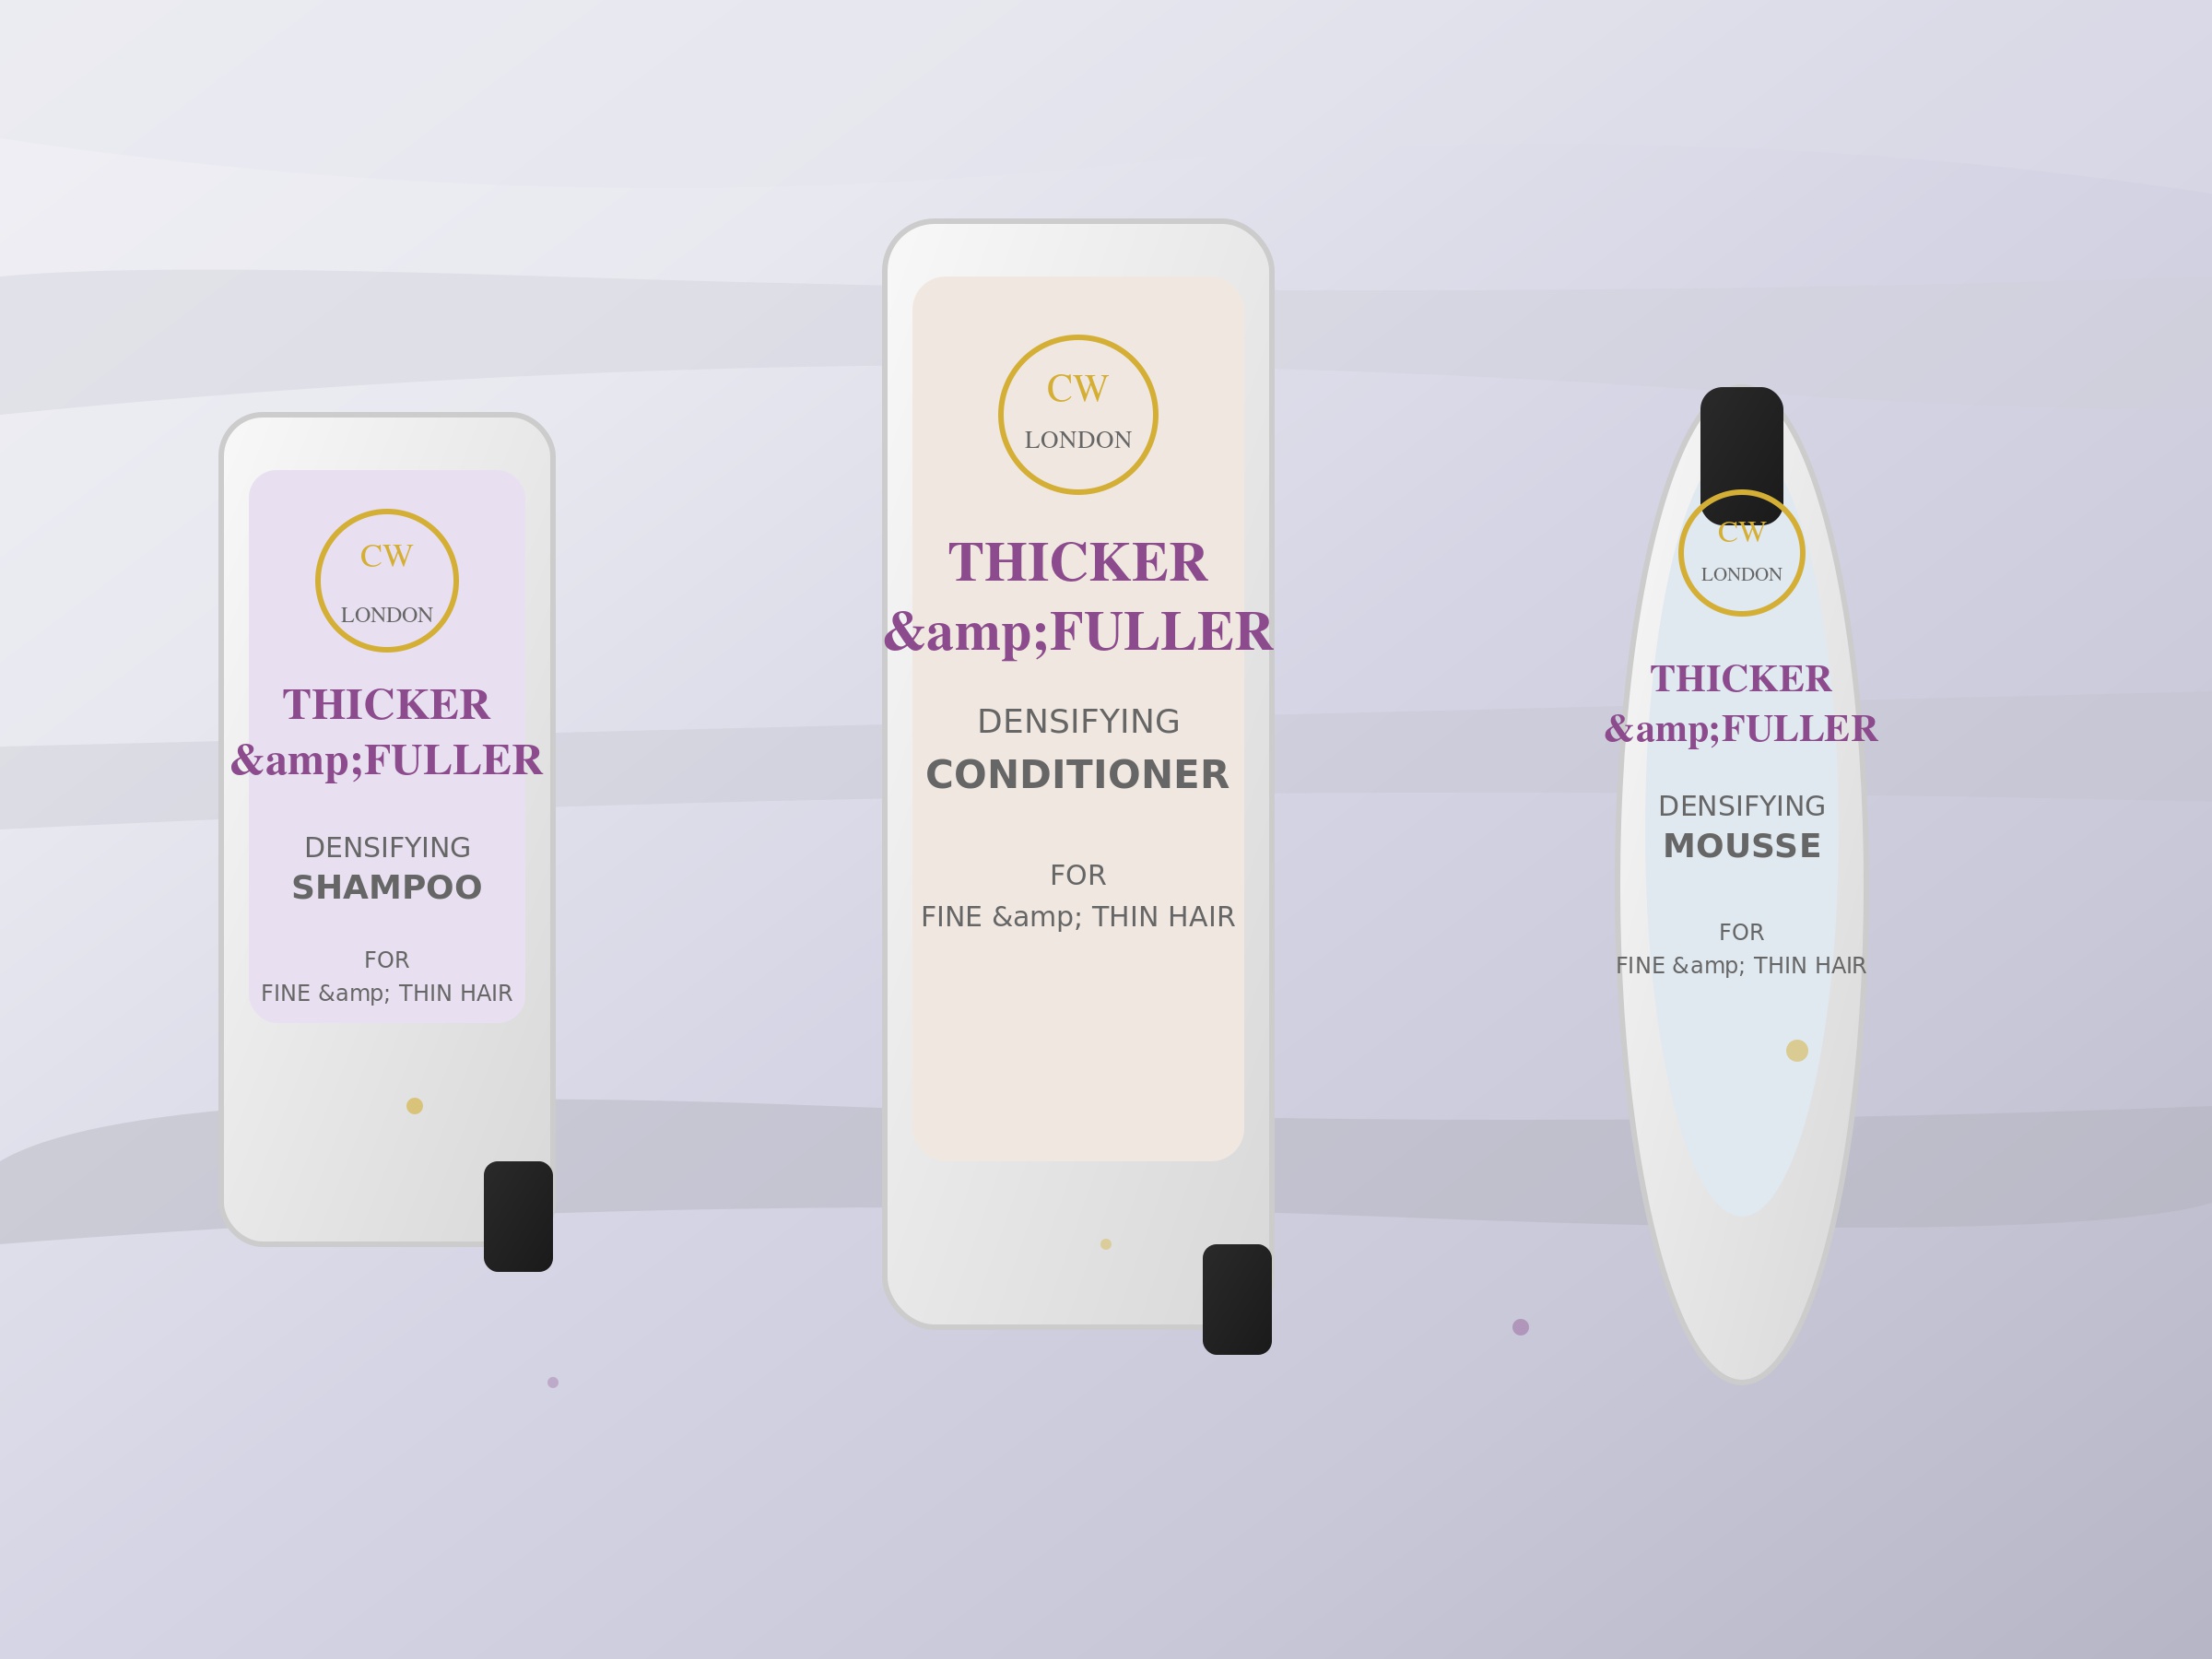 CW
LONDON
THICKER
&amp;FULLER
DENSIFYING
SHAMPOO
FOR
FINE &amp; THIN HAIR
CW
LONDON
THICKER
&amp;FULLER
DENSIFYING
CONDITIONER
FOR
FINE &amp; THIN HAIR
CW
LONDON
THICKER
&amp;FULLER
DENSIFYING
MOUSSE
FOR
FINE &amp; THIN HAIR